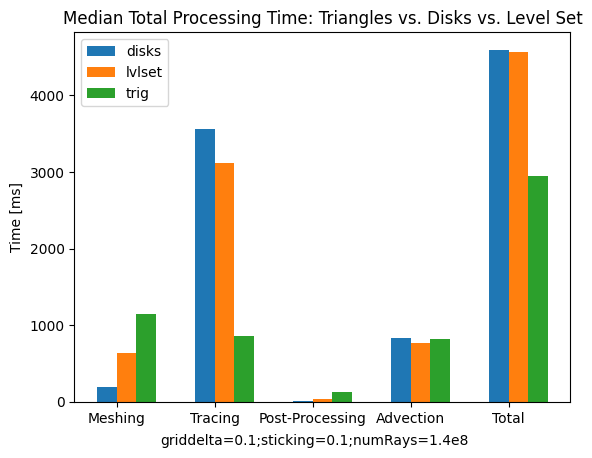 Median Total Processing Time: Triangles vs. Disks vs. Level Set
disks
lvlset
trig
Time [ms]
4000
3000
2000
1000
0
Meshing Tracing Post-Processing Advection Total
griddelta=0.1;sticking=0.1;numRays=1.4e8